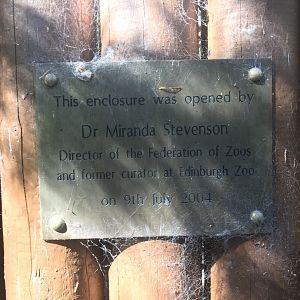 This enclosure was opened by
Dr Miranda Stevenson
Director of the Federation of Zoos
and former curator at Edinburgh Zoo
on 9th July 2004